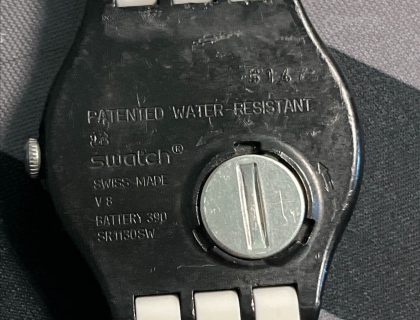 PATENTED WATER-RESISTANT
swatch®
SWISS-MADE
V8
BATTERY 390
SR1130SW